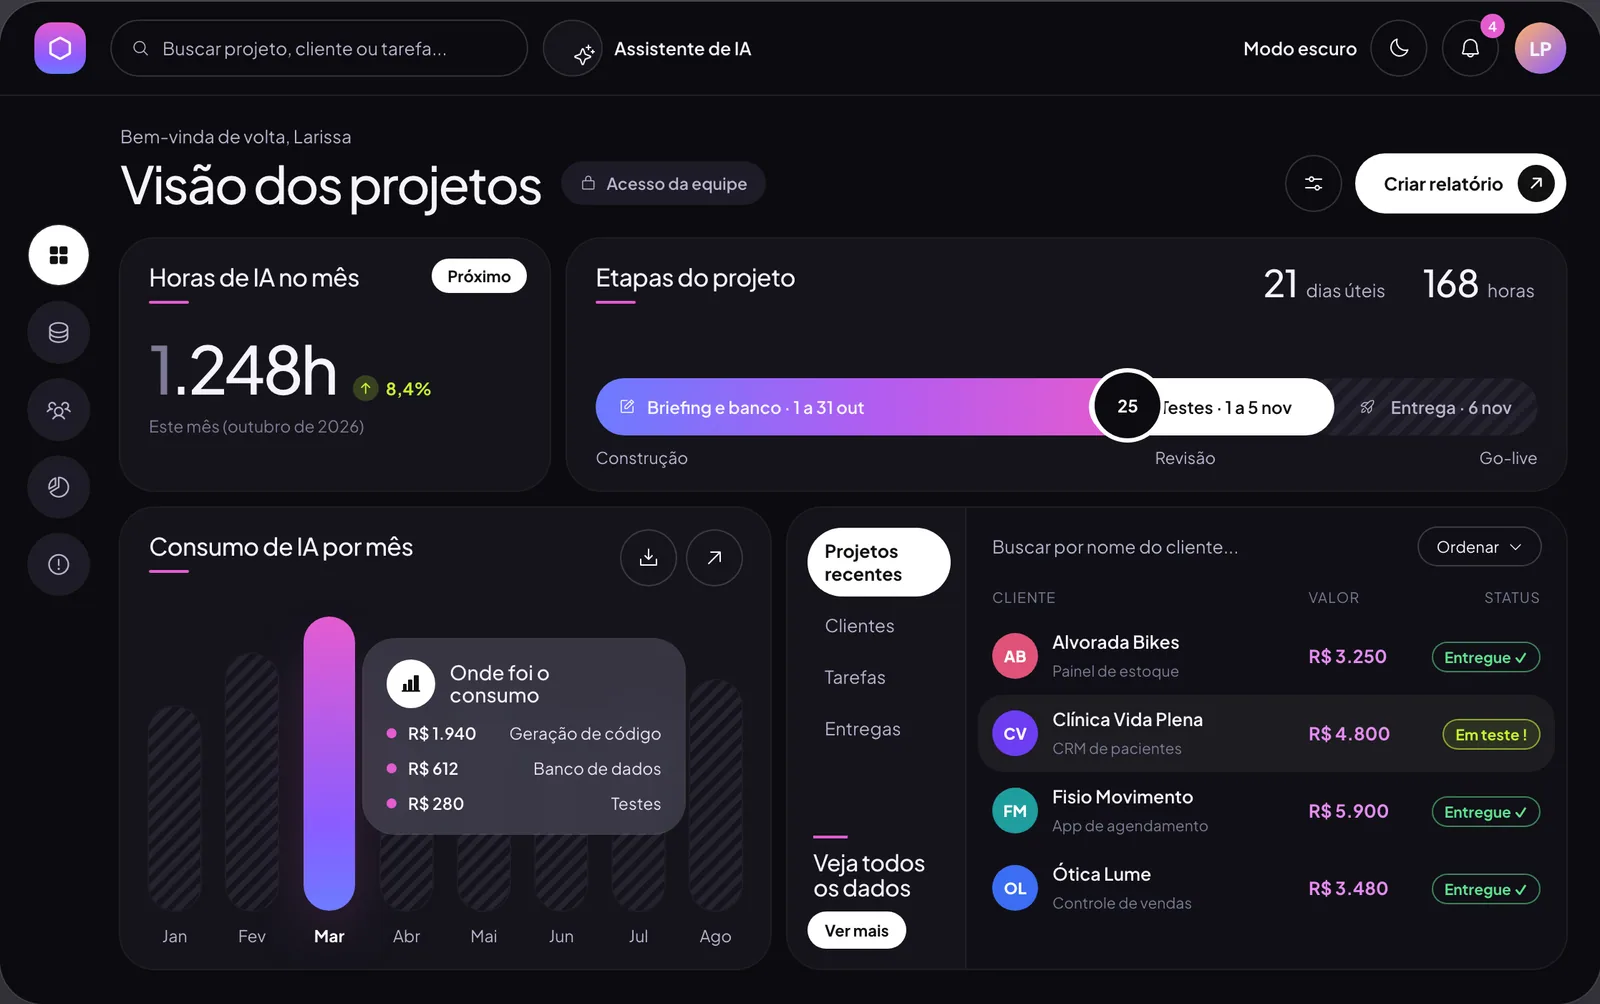 Buscar projeto, cliente ou tarefa...
Assistente de IA
Modo escuro
4
LP
Bem-vinda de volta, Larissa
Visão dos projetos
Acesso da equipe
Criar relatório
Horas de IA no mês
Próximo
1.248h
8,4%
Este mês (outubro de 2026)
Etapas do projeto
21 dias úteis
168 horas
Briefing e banco · 1 a 31 out
25
Testes · 1 a 5 nov
Entrega · 6 nov
Construção
Revisão
Go-live
Consumo de IA por mês
Onde foi o
consumo
R$ 1.940 Geração de código
R$ 612 Banco de dados
R$ 280 Testes
Jan
Fev
Mar
Abr
Mai
Jun
Jul
Ago
Projetos
recentes
Clientes
Tarefas
Entregas
Veja todos
os dados
Ver mais
Buscar por nome do cliente...
Ordenar
CLIENTE VALOR STATUS
AB
Alvorada Bikes
Painel de estoque
R$ 3.250
Entregue ✓
CV
Clínica Vida Plena
CRM de pacientes
R$ 4.800
Em teste !
FM
Fisio Movimento
App de agendamento
R$ 5.900
Entregue ✓
OL
Ótica Lume
Controle de vendas
R$ 3.480
Entregue ✓